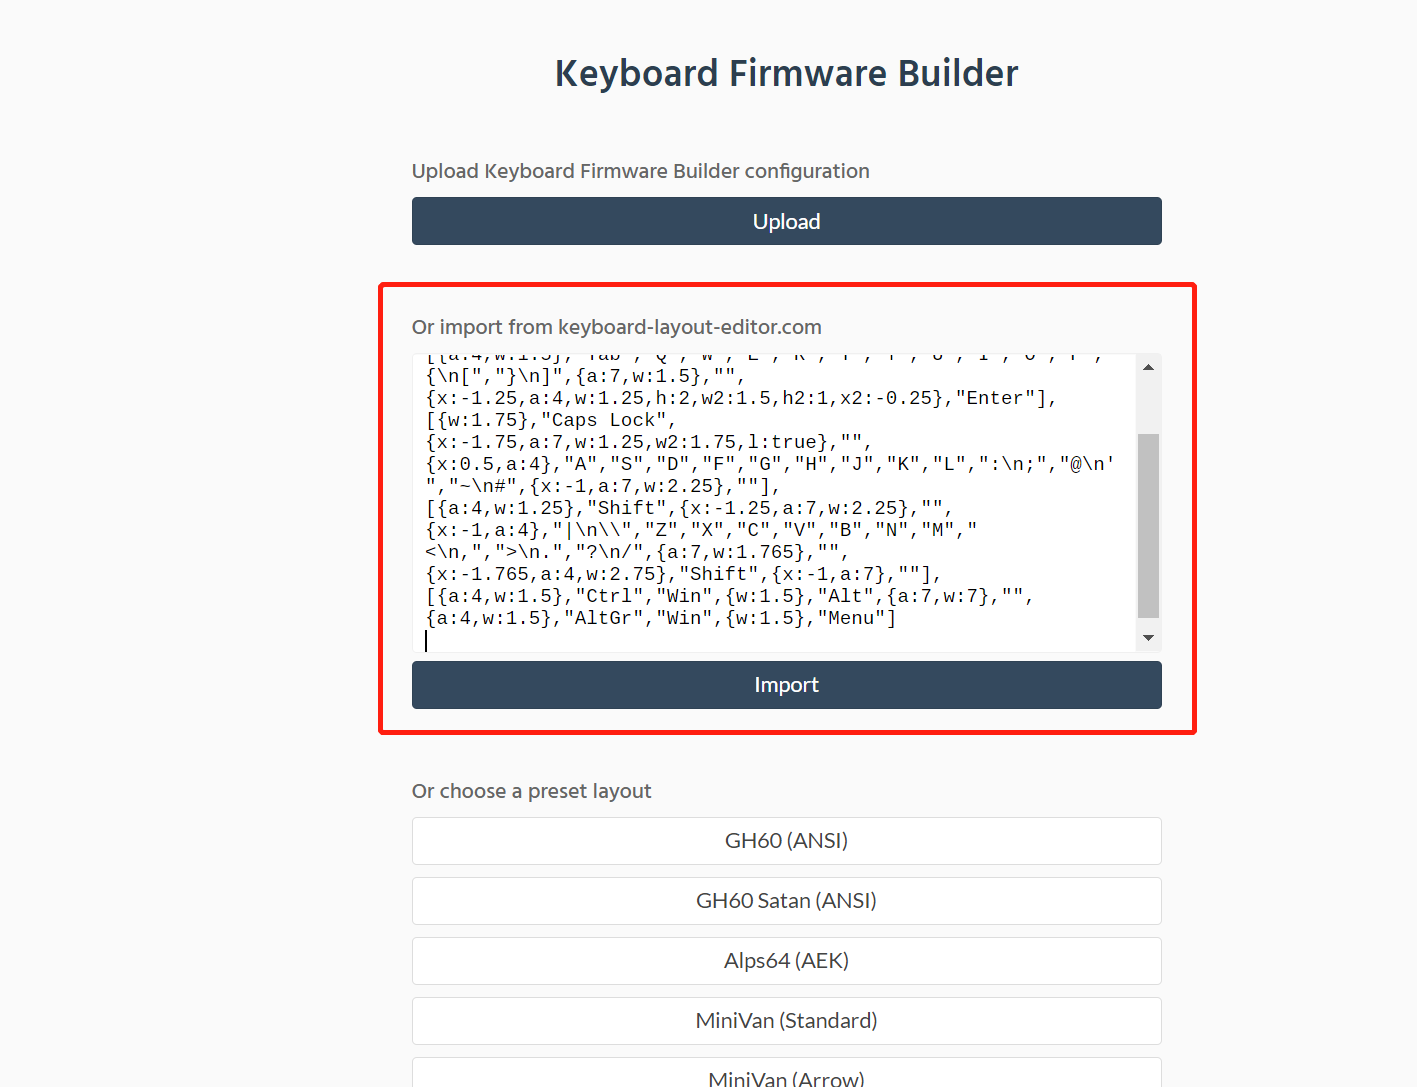 Keyboard Firmware Builder
Upload Keyboard Firmware Builder configuration
Upload
Or import from keyboard-layout-editor.com
[{a:4,w:1.5},"Tab","Q","W","E","R","T","Y","U","I","O","P","
{\n[","}\n]",{a:7,w:1.5},"",
{x:-1.25,a:4,w:1.25,h:2,w2:1.5,h2:1,x2:-0.25},"Enter"],
[{w:1.75},"Caps Lock",
{x:-1.75,a:7,w:1.25,w2:1.75,l:true},"",
{x:0.5,a:4},"A","S","D","F","G","H","J","K","L",":\n;","@\n'
","~\n#",{x:-1,a:7,w:2.25},""],
[{a:4,w:1.25},"Shift",{x:-1.25,a:7,w:2.25},"",
{x:-1,a:4},"|\n\\","Z","X","C","V","B","N","M","
<\n,",">\n.","?\n/",{a:7,w:1.765},"",
{x:-1.765,a:4,w:2.75},"Shift",{x:-1,a:7},""],
[{a:4,w:1.5},"Ctrl","Win",{w:1.5},"Alt",{a:7,w:7},"",
{a:4,w:1.5},"AltGr","Win",{w:1.5},"Menu"]
Import
Or choose a preset layout
GH60 (ANSI)
GH60 Satan (ANSI)
Alps64 (AEK)
MiniVan (Standard)
MiniVan (Arrow)